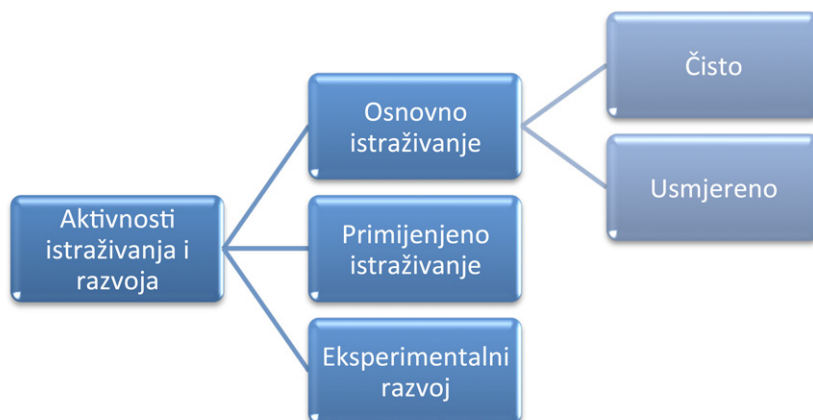 Aktivnosti
istraživanja i
razvoja
Osnovno
istraživanje
Čisto
Usmjereno
Primijenjeno
istraživanje
Eksperimentalni
razvoj